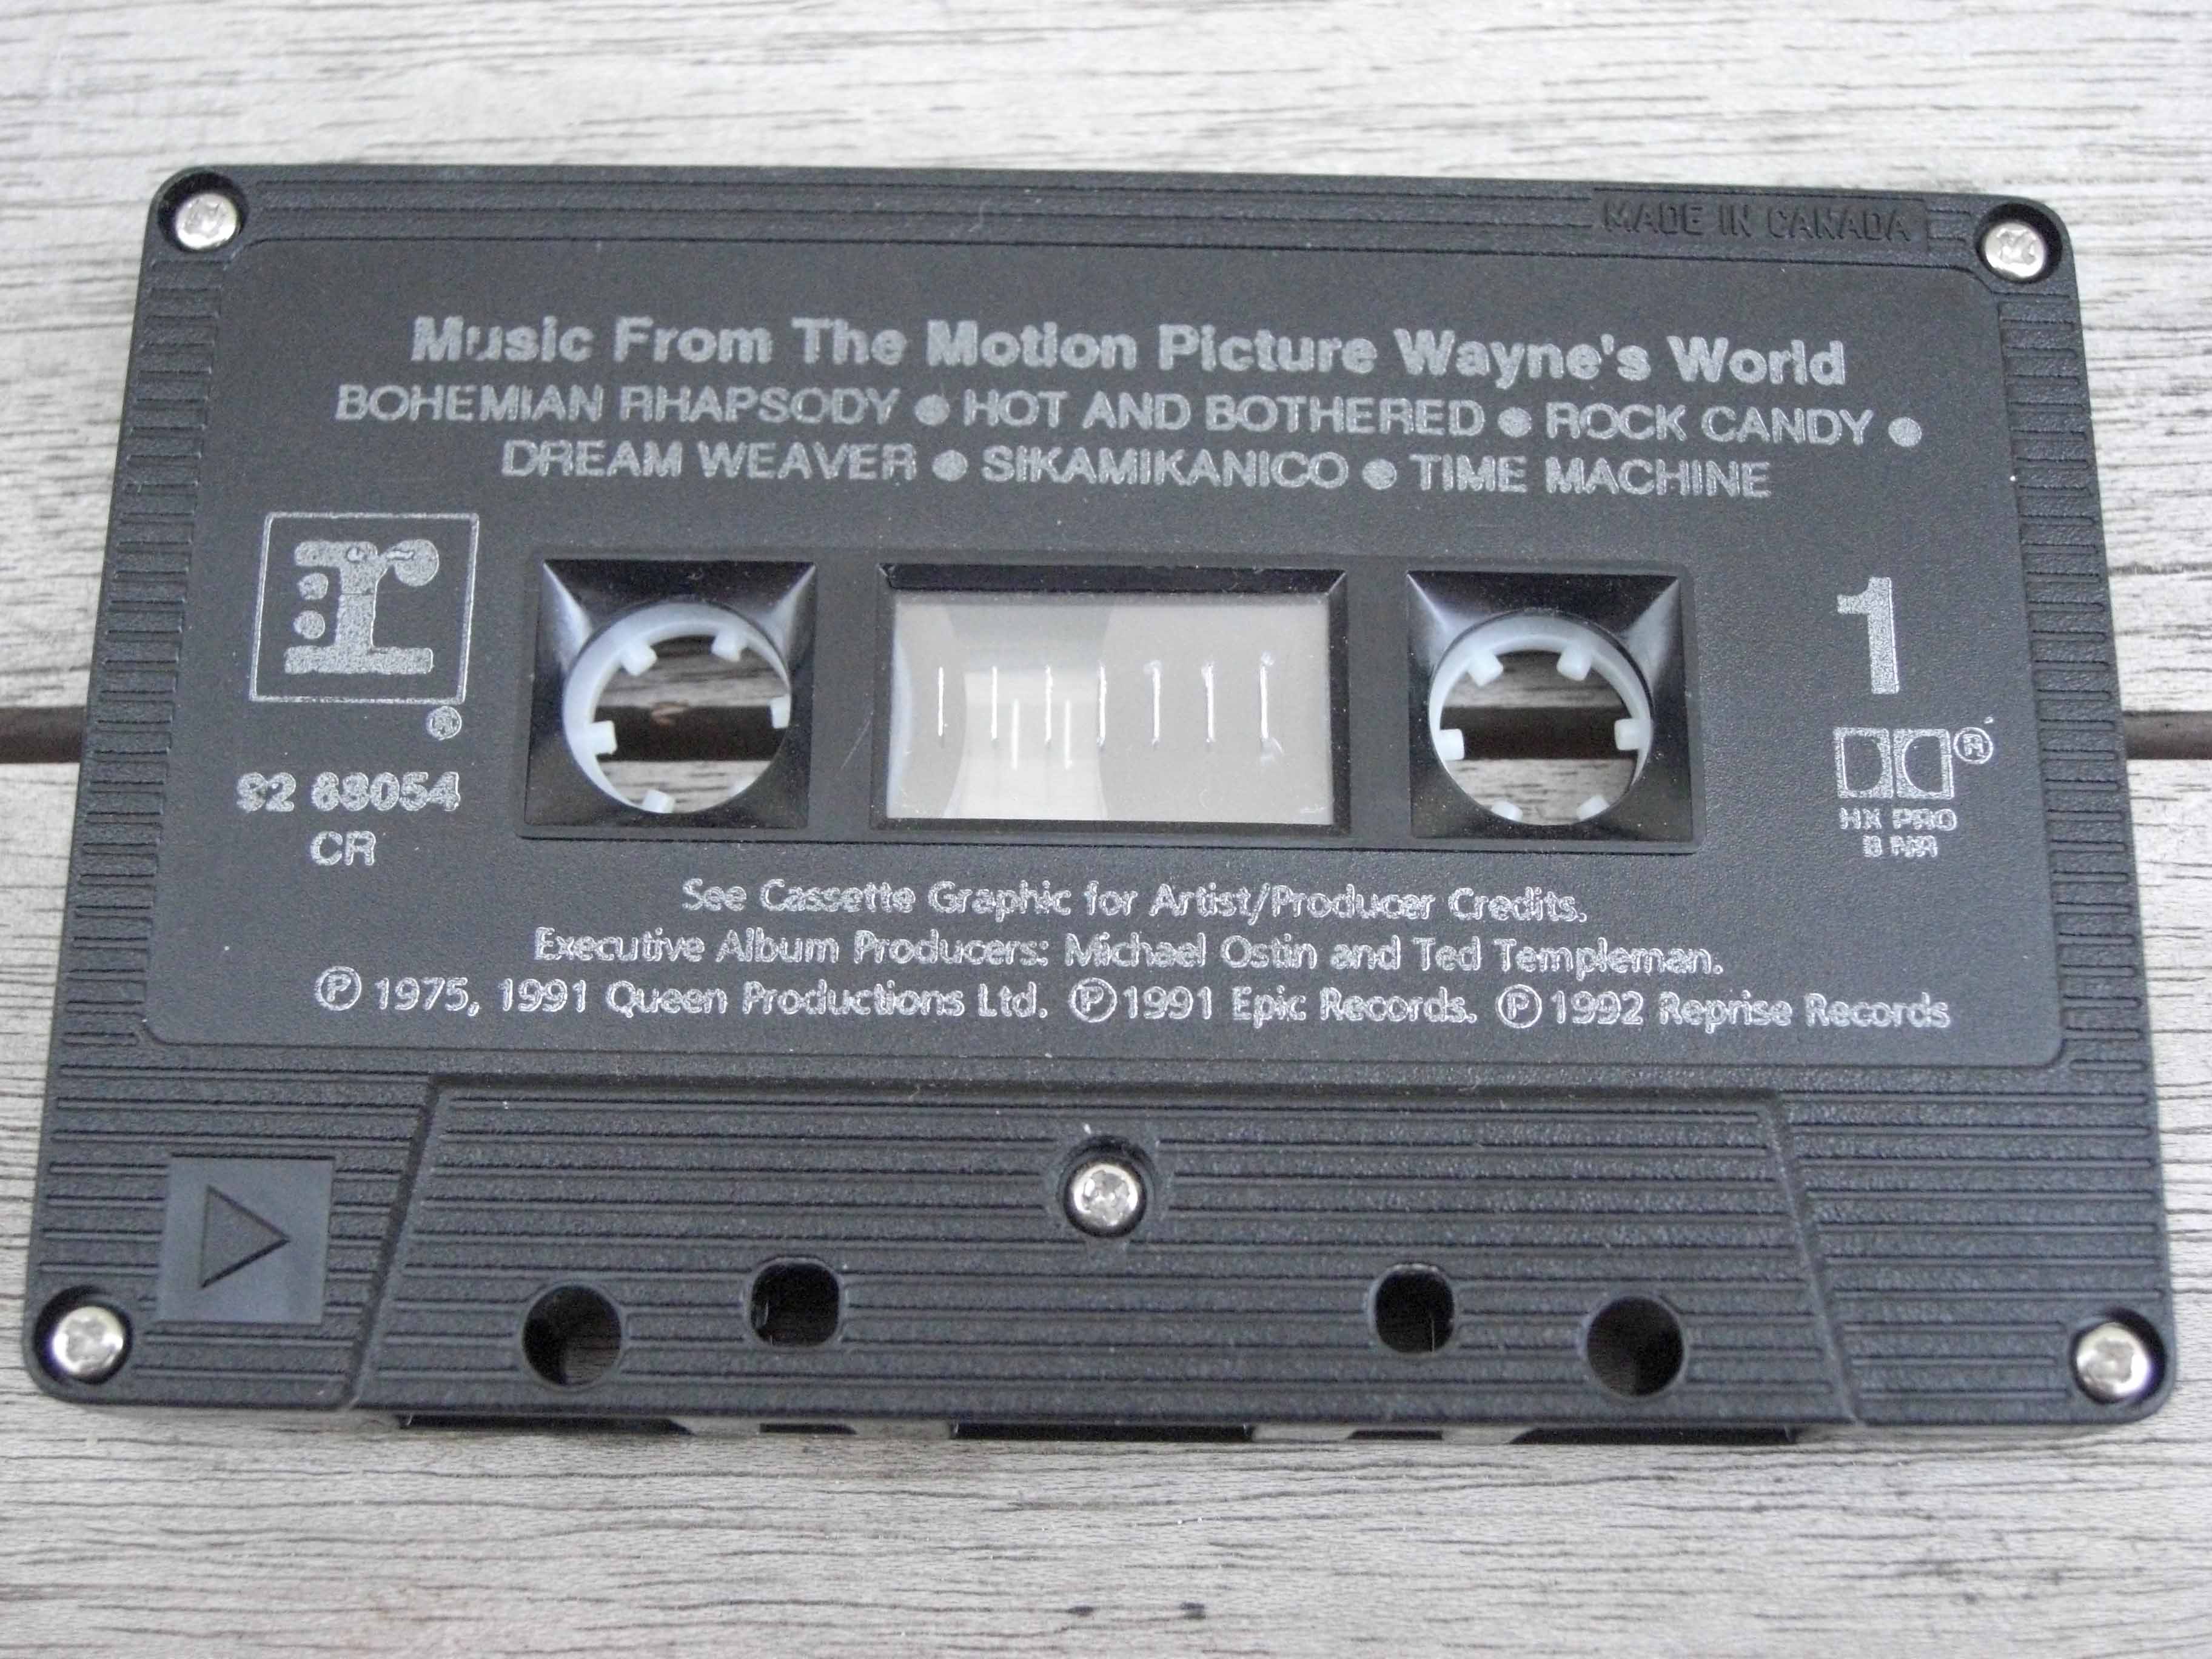 MADE IN CANADA
Music From The Motion Picture Wayne's World
BOHEMIAN RHAPSODY ● HOT AND BOTHERED ● ROCK CANDY ●
DREAM WEAVER ● SIKAMIKANICO ● TIME MACHINE
r
®
1
®
92 68054
CR
HX PRO
B NR
See Cassette Graphic for Artist/Producer Credits.
Executive Album Producers: Michael Ostin and Ted Templeman.
℗ 1975, 1991 Queen Productions Ltd. ℗ 1991 Epic Records. ℗ 1992 Reprise Records